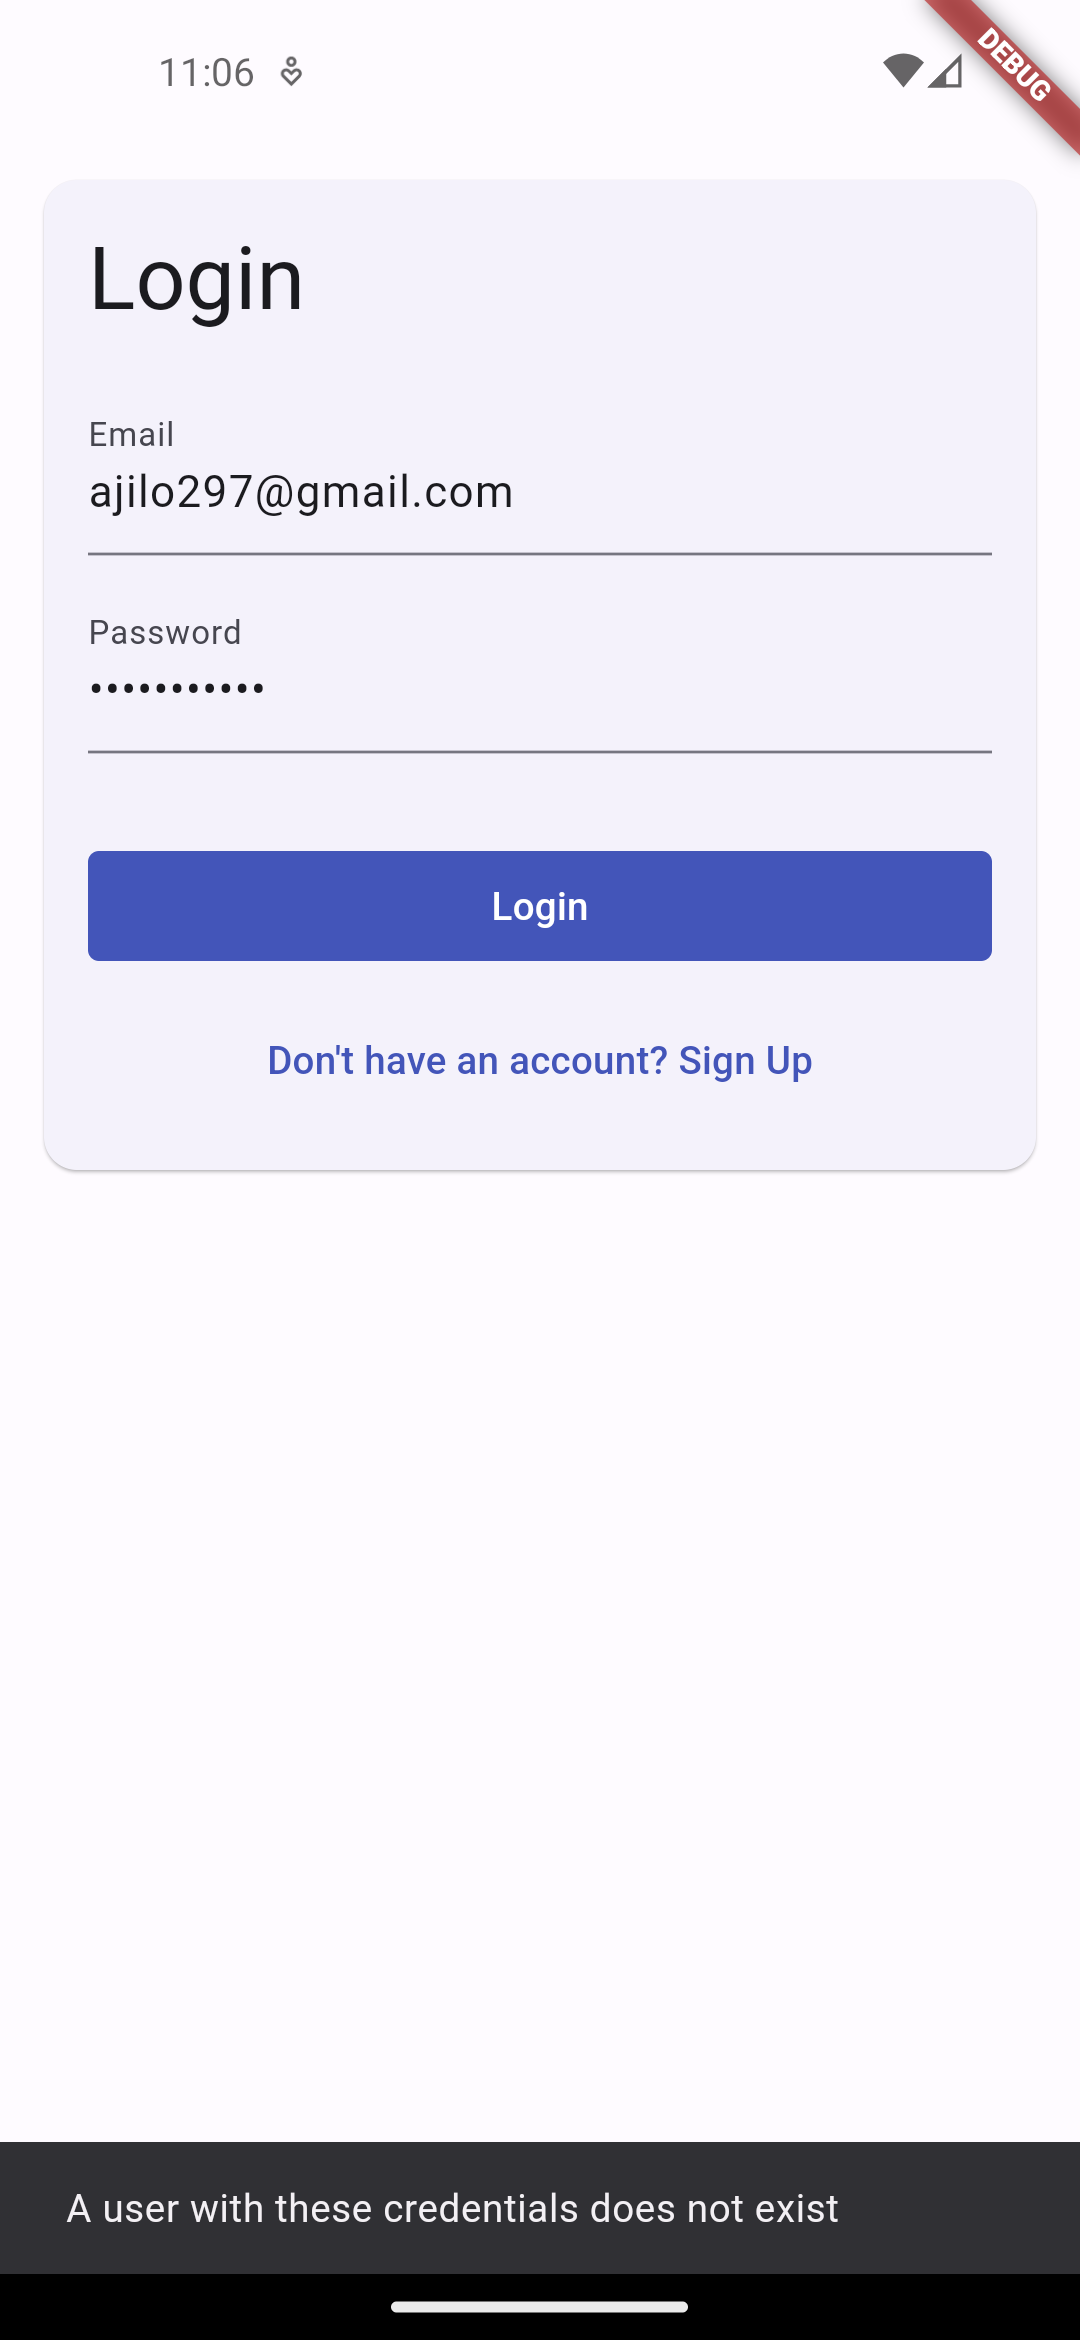 11:06
DEBUG
Login
Email
ajilo297@gmail.com
Password
•••••••••••
Login
Don't have an account? Sign Up
A user with these credentials does not exist